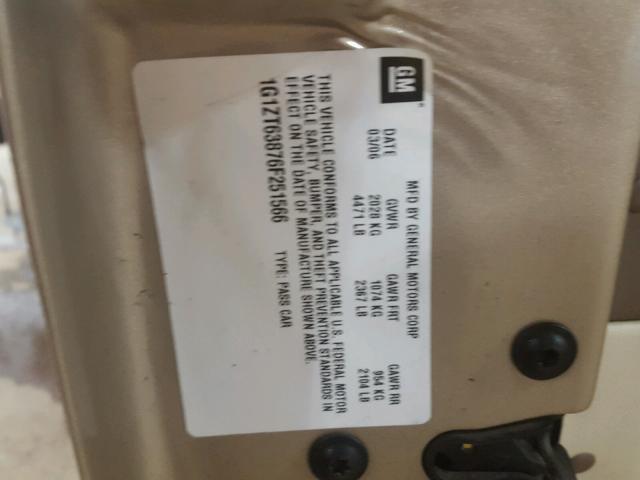 GM
MFD BY GENERAL MOTORS CORP
DATE GVWR GAWR FRT GAWR RR
03/06 2028 KG 1074 KG 954 KG
4471 LB 2367 LB 2104 LB
THIS VEHICLE CONFORMS TO ALL APPLICABLE U.S. FEDERAL MOTOR
VEHICLE SAFETY, BUMPER, AND THEFT PREVENTION STANDARDS IN
EFFECT ON THE DATE OF MANUFACTURE SHOWN ABOVE.
1G1ZT63876F251566 TYPE: PASS CAR